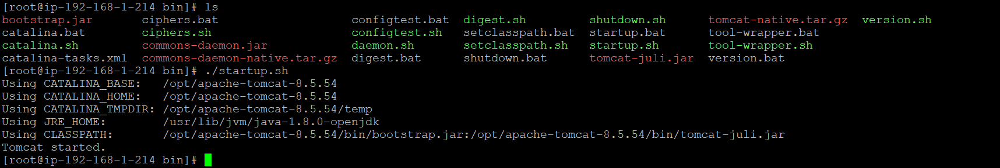 [root@ip-192-168-1-214 bin]# ls
bootstrap.jar       ciphers.bat                   configtest.bat  digest.sh        shutdown.sh      tomcat-native.tar.gz  version.sh
catalina.bat        ciphers.sh                    configtest.sh   setclasspath.bat  startup.bat      tool-wrapper.bat
catalina.sh         commons-daemon.jar            daemon.sh       setclasspath.sh   startup.sh       tool-wrapper.sh
catalina-tasks.xml  commons-daemon-native.tar.gz  digest.bat      shutdown.bat      tomcat-juli.jar  version.bat
[root@ip-192-168-1-214 bin]# ./startup.sh
Using CATALINA_BASE:   /opt/apache-tomcat-8.5.54
Using CATALINA_HOME:   /opt/apache-tomcat-8.5.54
Using CATALINA_TMPDIR: /opt/apache-tomcat-8.5.54/temp
Using JRE_HOME:        /usr/lib/jvm/java-1.8.0-openjdk
Using CLASSPATH:       /opt/apache-tomcat-8.5.54/bin/bootstrap.jar:/opt/apache-tomcat-8.5.54/bin/tomcat-juli.jar
Tomcat started.
[root@ip-192-168-1-214 bin]#